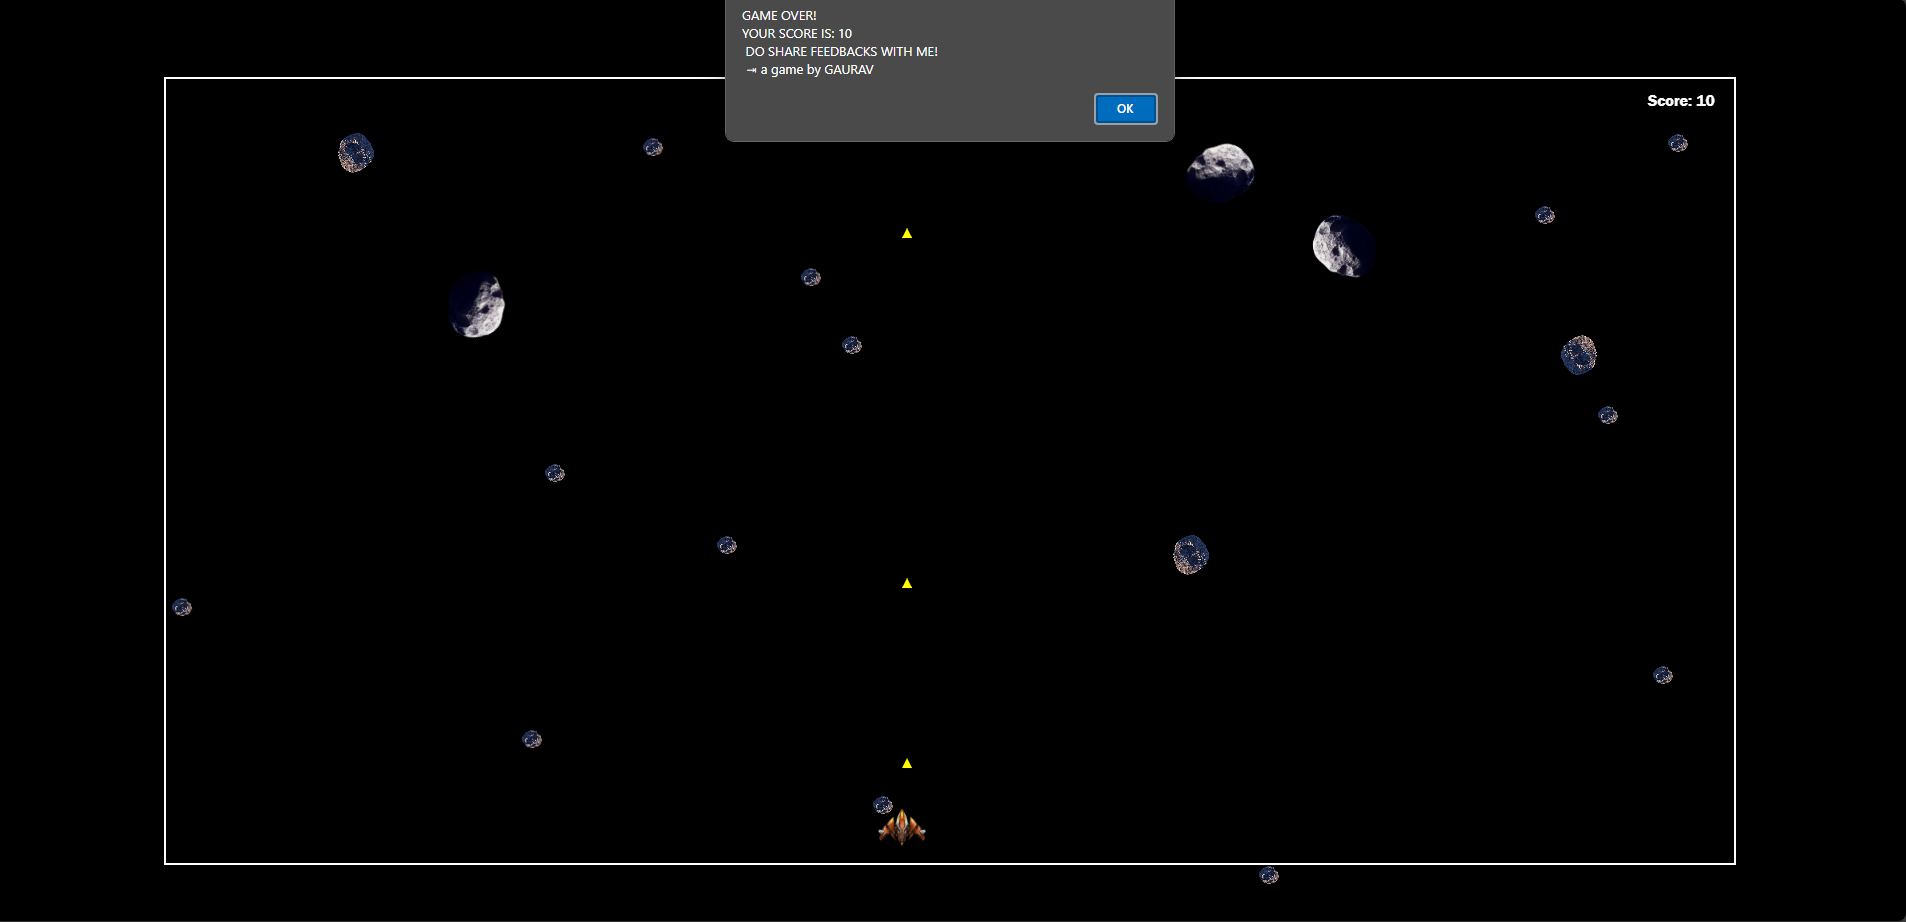 GAME OVER!
YOUR SCORE IS: 10
DO SHARE FEEDBACKS WITH ME!
⇥ a game by GAURAV
OK
Score: 10